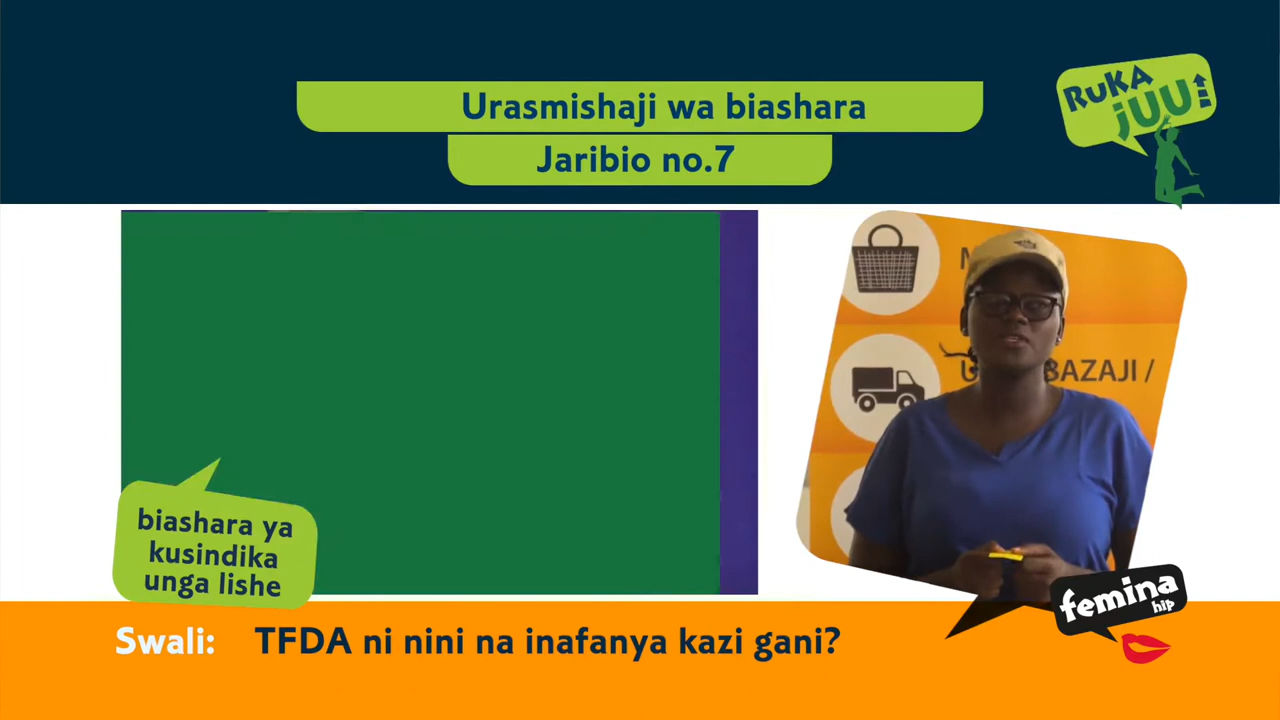 Urasmishaji wa biashara
Jaribio no.7
RUKA
JUU
BAZAJI /
biashara ya
kusindika
unga lishe
femina
hip
Swali: TFDA ni nini na inafanya kazi gani?